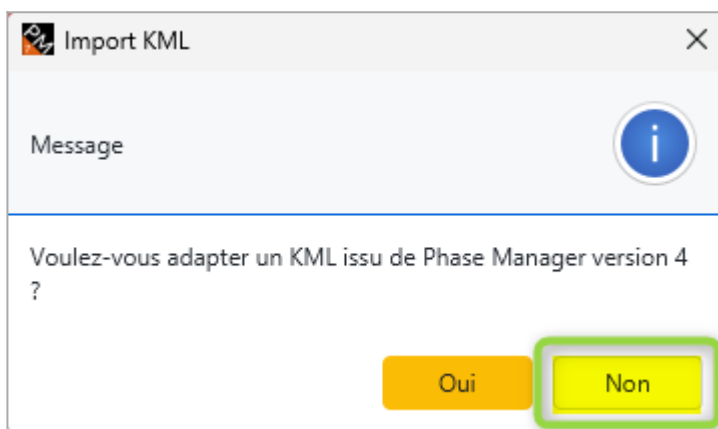 Import KML
Message
Voulez-vous adapter un KML issu de Phase Manager version 4
?
Oui
Non